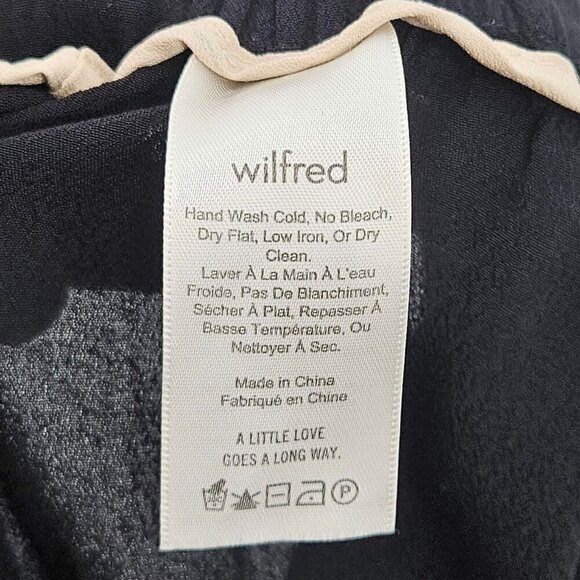 wilfred
Hand Wash Cold, No Bleach,
Dry Flat, Low Iron, Or Dry
Clean.
Laver À La Main À L'eau
Froide, Pas De Blanchiment,
Sécher À Plat, Repasser À
Basse Température, Ou
Nettoyer À Sec.
Made in China
Fabriqué en Chine
A LITTLE LOVE
GOES A LONG WAY.
P